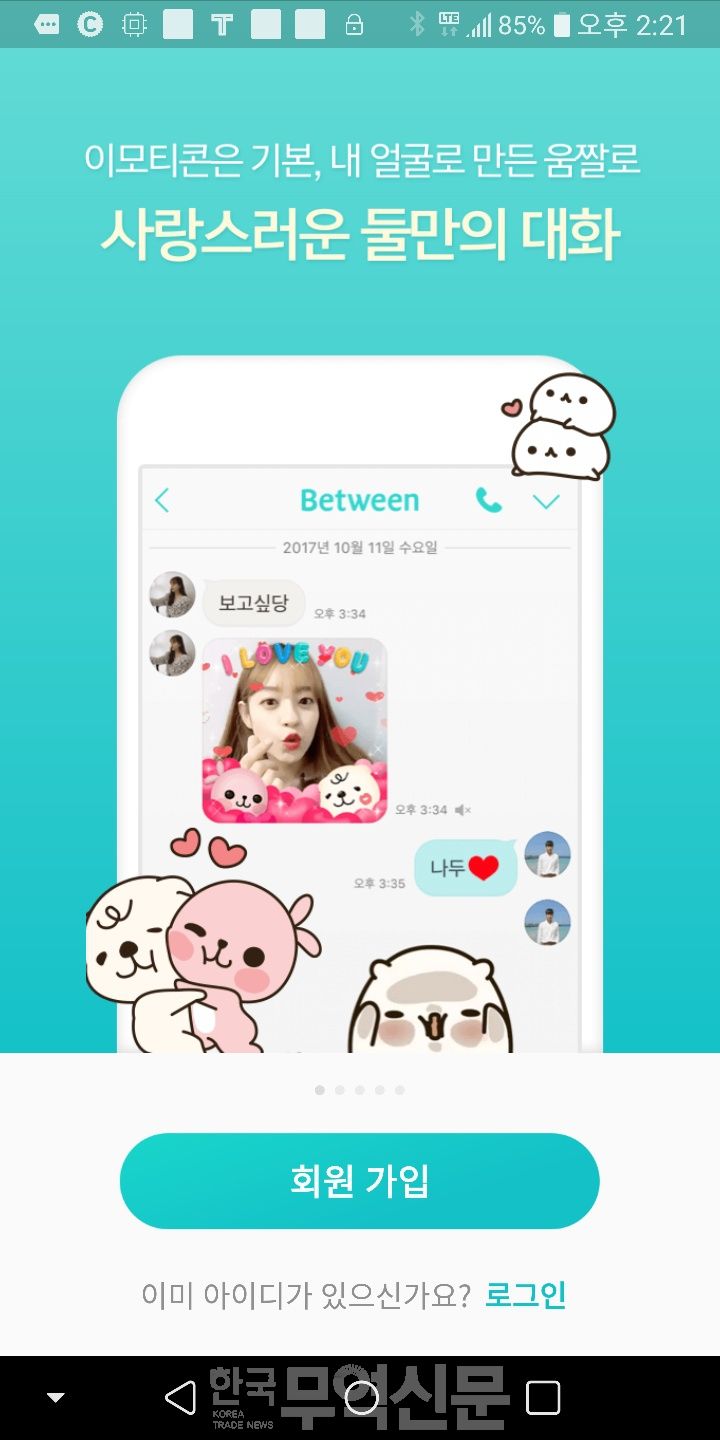 85% 오후 2:21
이모티콘은 기본, 내 얼굴로 만든 움짤로
사랑스러운 둘만의 대화
Between
2017년 10월 11일 수요일
보고싶당
오후 3:34
I LOVE YOU
오후 3:34
나두
오후 3:35
회원 가입
이미 아이디가 있으신가요? 로그인
한국무역신문
KOREA
TRADE NEWS